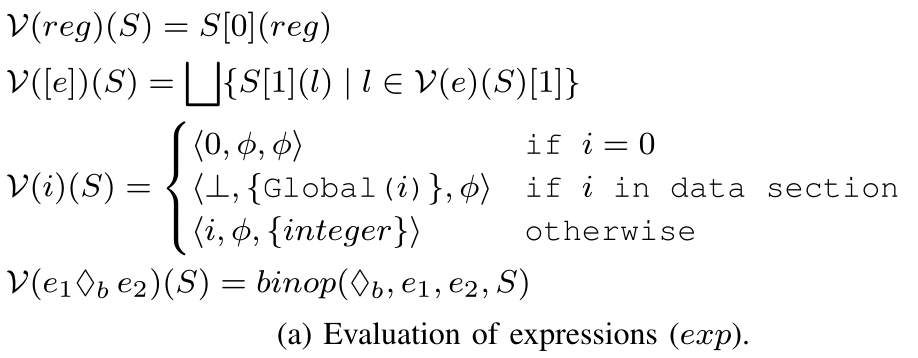 𝒱(reg)(S) = S[0](reg)
𝒱([e])(S) = ⨆{S[1](l) | l ∈ 𝒱(e)(S)[1]}
⟨0, ϕ, ϕ⟩ if i = 0
𝒱(i)(S) = { ⟨⊥, {Global(i)}, ϕ⟩ if i in data section
⟨i, ϕ, {integer}⟩ otherwise
𝒱(e₁◊_b e₂)(S) = binop(◊_b, e₁, e₂, S)
(a) Evaluation of expressions (exp).